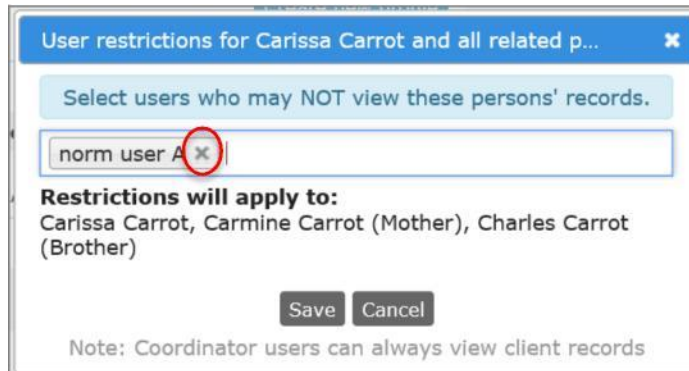 User restrictions for Carissa Carrot and all related p...
Select users who may NOT view these persons' records.
norm user A
Restrictions will apply to:
Carissa Carrot, Carmine Carrot (Mother), Charles Carrot
(Brother)
Save Cancel
Note: Coordinator users can always view client records